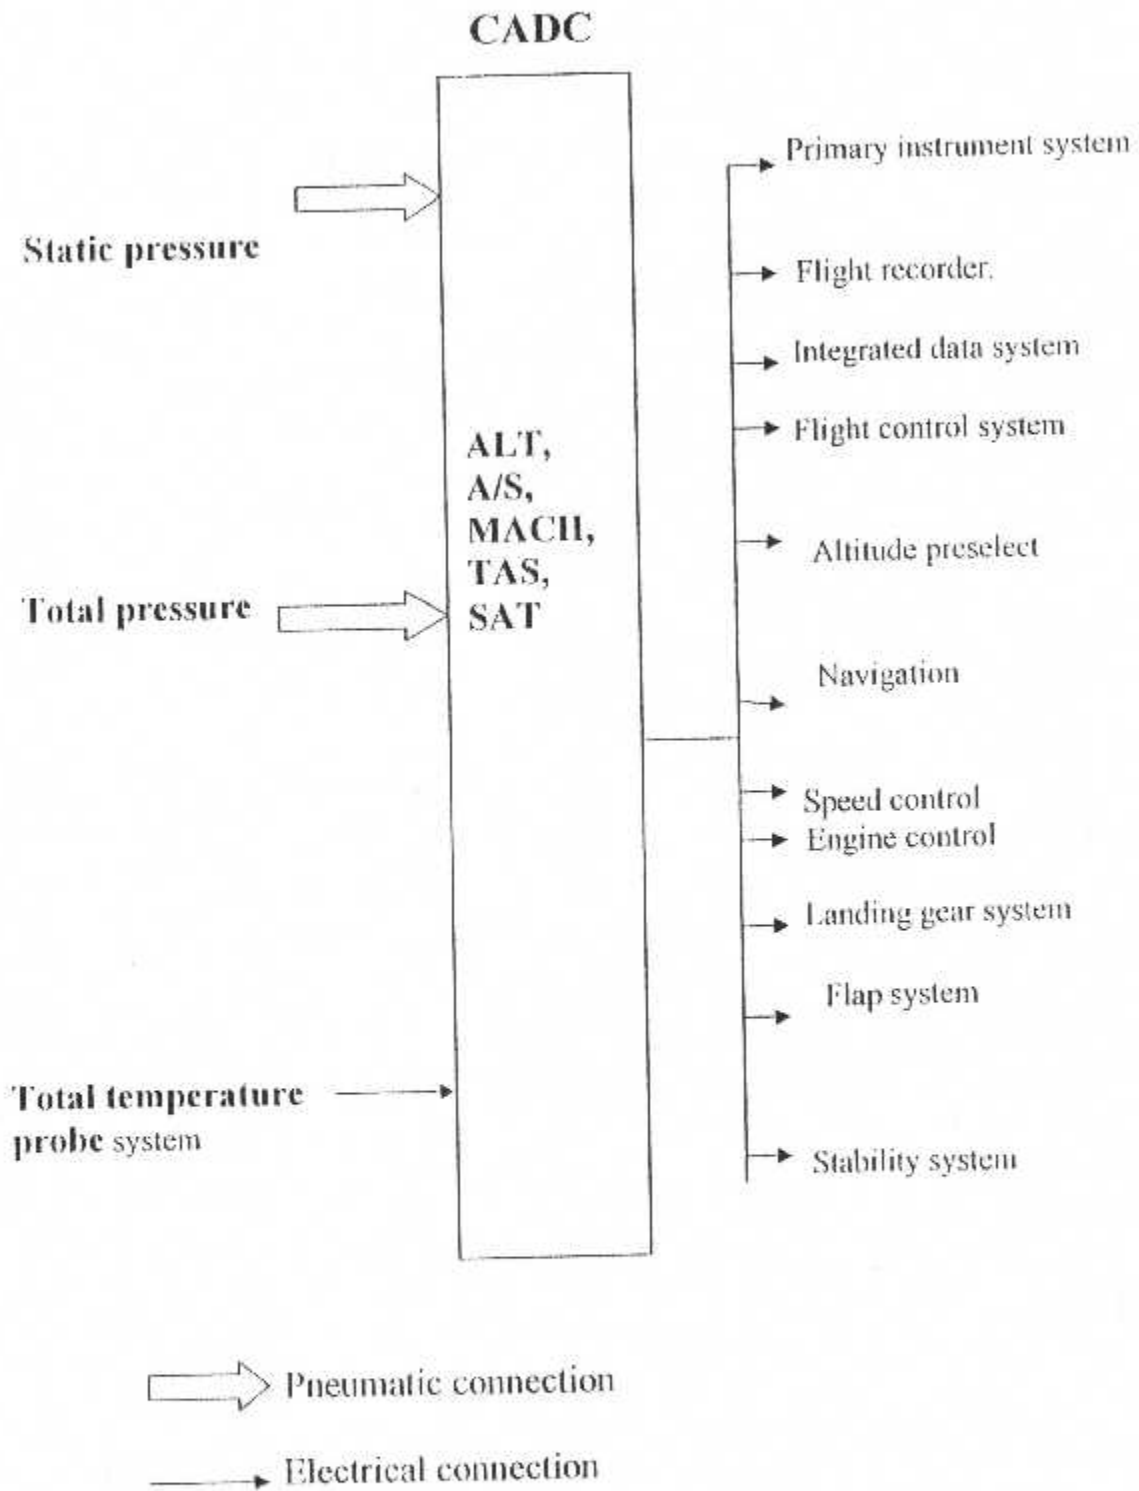 CADC
Static pressure
Total pressure
Total temperature
probe system
ALT,
A/S,
MACH,
TAS,
SAT
Primary instrument system
Flight recorder.
Integrated data system
Flight control system
Altitude preselect
Navigation
Speed control
Engine control
Landing gear system
Flap system
Stability system
Pneumatic connection
Electrical connection